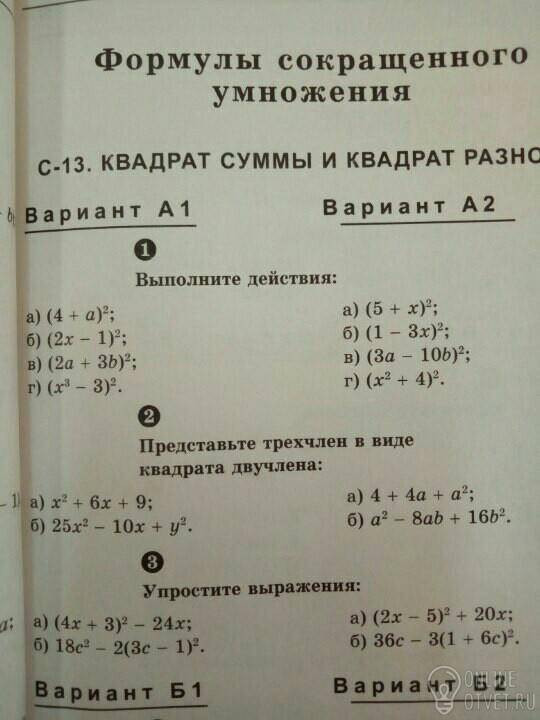 Формулы сокращенного
умножения
С-13. КВАДРАТ СУММЫ И КВАДРАТ РАЗНО
Вариант А1
Вариант А2
1
Выполните действия:
а) (4 + a)²;
б) (2x – 1)²;
в) (2a + 3b)²;
г) (x³ – 3)².
а) (5 + x)²;
б) (1 – 3x)²;
в) (3a – 10b)²;
г) (x² + 4)².
2
Представьте трехчлен в виде
квадрата двучлена:
а) x² + 6x + 9;
б) 25x² – 10x + y².
а) 4 + 4a + a²;
б) a² – 8ab + 16b².
3
Упростите выражения:
а) (4x + 3)² – 24x;
б) 18c² – 2(3c – 1)².
а) (2x – 5)² + 20x;
б) 36c – 3(1 + 6c)².
Вариант Б1
Вариант Б2
ONLINE
OTVET.RU